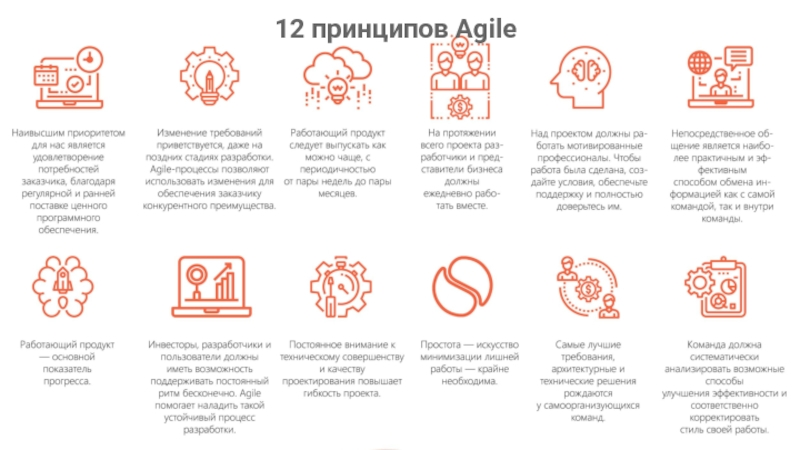 12 принципов Agile
Наивысшим приоритетом
для нас является
удовлетворение
потребностей
заказчика, благодаря
регулярной и ранней
поставке ценного
программного
обеспечения.
Изменение требований
приветствуется, даже на
поздних стадиях разработки.
Agile-процессы позволяют
использовать изменения для
обеспечения заказчику
конкурентного преимущества.
Работающий продукт
следует выпускать как
можно чаще, с
периодичностью
от пары недель до пары
месяцев.
На протяжении
всего проекта раз-
работчики и пред-
ставители бизнеса
должны
ежедневно рабо-
тать вместе.
Над проектом должны ра-
ботать мотивированные
профессионалы. Чтобы
работа была сделана, соз-
дайте условия, обеспечьте
поддержку и полностью
доверьтесь им.
Непосредственное об-
щение является наибо-
лее практичным и эф-
фективным
способом обмена ин-
формацией как с самой
командой, так и внутри
команды.
Работающий продукт
— основной
показатель
прогресса.
Инвесторы, разработчики и
пользователи должны
иметь возможность
поддерживать постоянный
ритм бесконечно. Agile
помогает наладить такой
устойчивый процесс
разработки.
Постоянное внимание к
техническому совершенству
и качеству
проектирования повышает
гибкость проекта.
Простота — искусство
минимизации лишней
работы — крайне
необходима.
Самые лучшие
требования,
архитектурные и
технические решения
рождаются
у самоорганизующихся
команд.
Команда должна
систематически
анализировать возможные
способы
улучшения эффективности и
соответственно
корректировать
стиль своей работы.